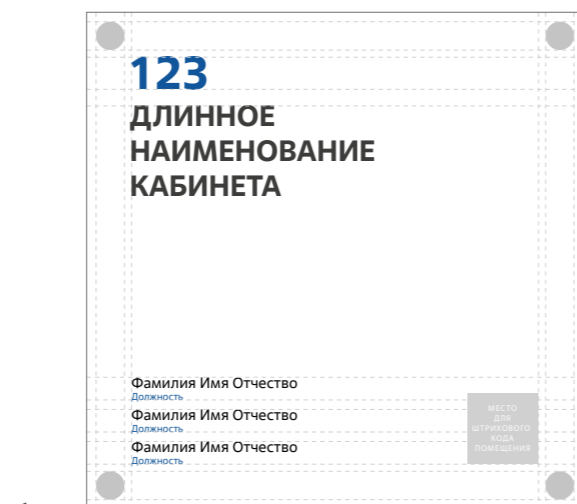 123
ДЛИННОЕ
НАИМЕНОВАНИЕ
КАБИНЕТА
Фамилия Имя Отчество
Должность
Фамилия Имя Отчество
Должность
Фамилия Имя Отчество
Должность
МЕСТО
ДЛЯ
ШТРИХОВОГО
КОДА
ПОМЕЩЕНИЯ